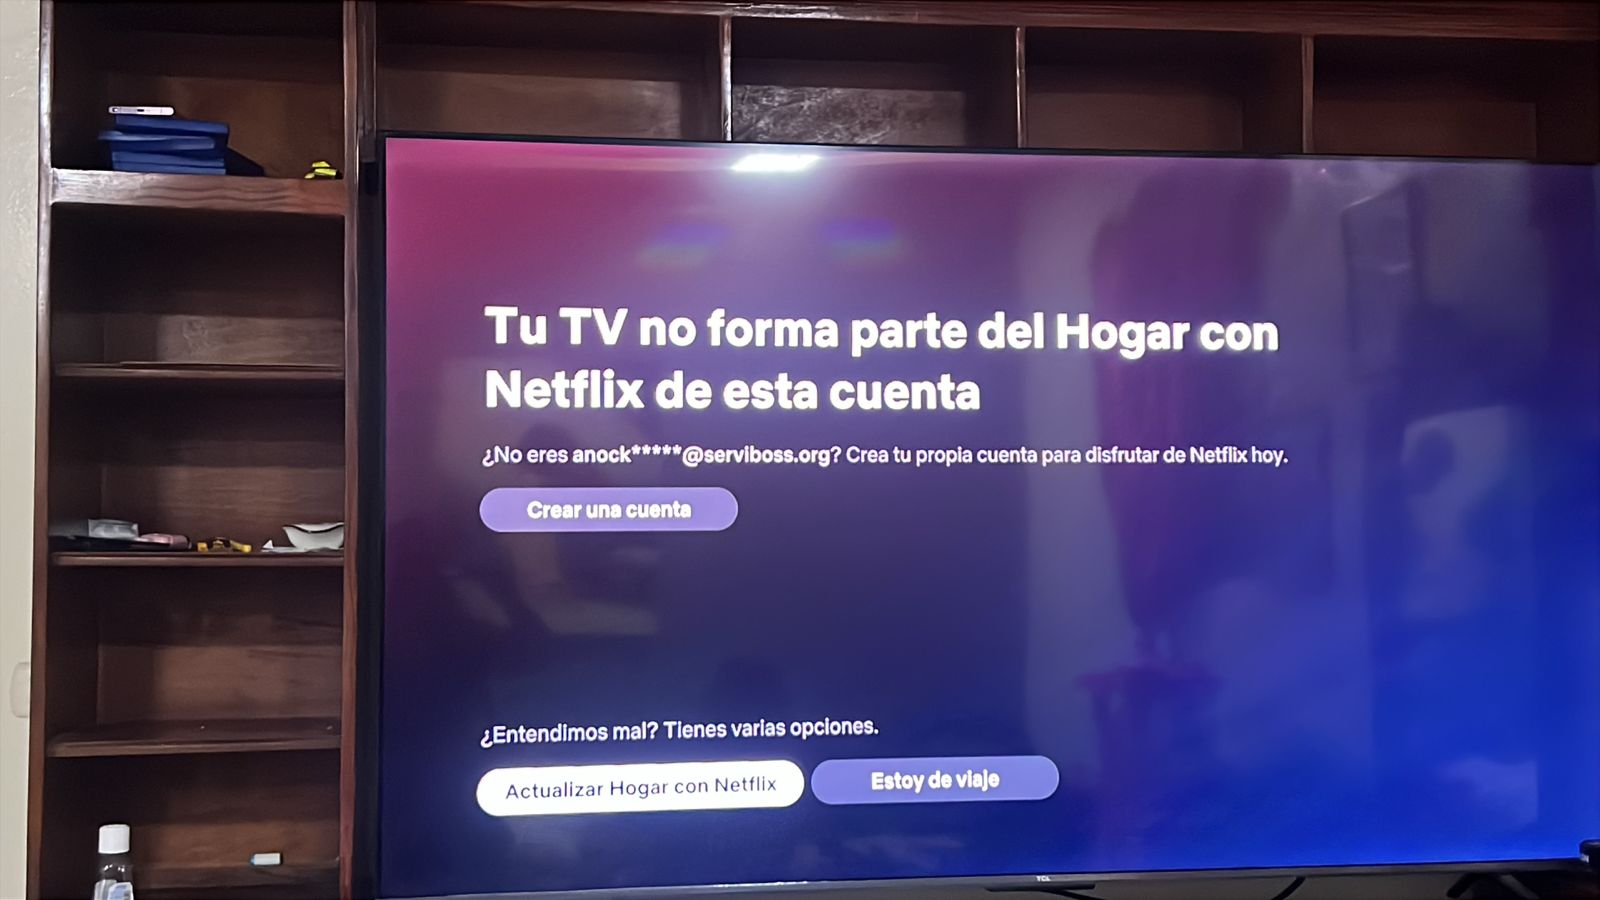 Tu TV no forma parte del Hogar con
Netflix de esta cuenta
¿No eres anock*****@serviboss.org? Crea tu propia cuenta para disfrutar de Netflix hoy.
Crear una cuenta
¿Entendimos mal? Tienes varias opciones.
Actualizar Hogar con Netflix
Estoy de viaje
TCL